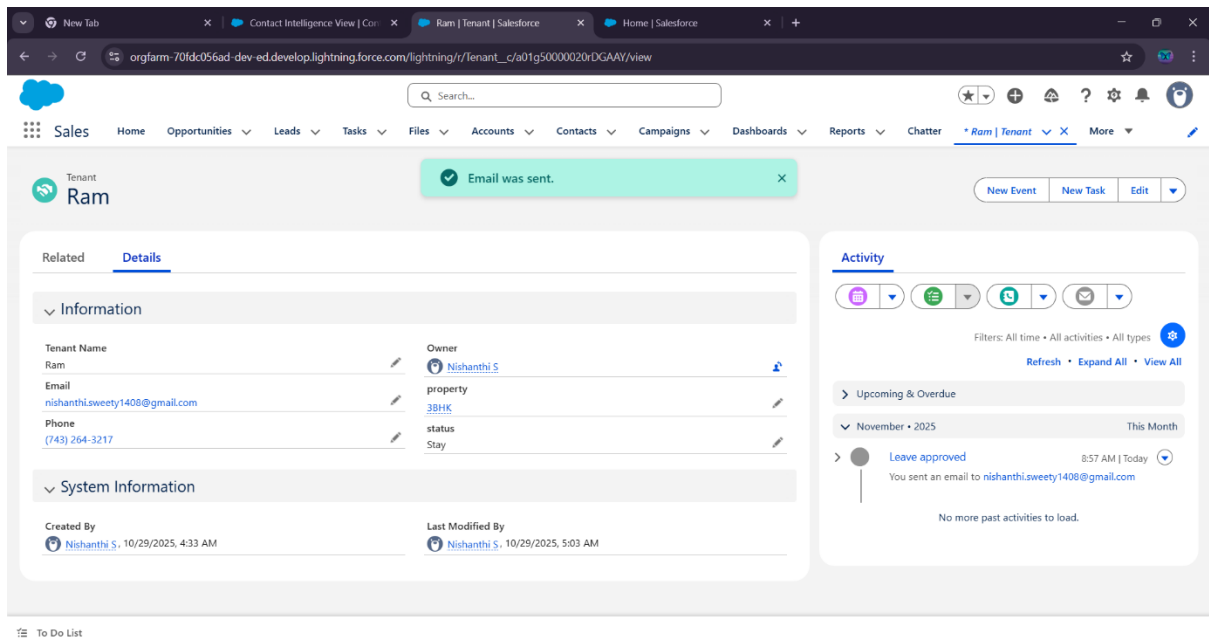 New Tab
Contact Intelligence View | Con
Ram | Tenant | Salesforce
Home | Salesforce
orgfarm-70fdc056ad-dev-ed.develop.lightning.force.com/lightning/r/Tenant__c/a01g50000020rDGAAY/view
Search...
Sales Home Opportunities Leads Tasks Files Accounts Contacts Campaigns Dashboards Reports Chatter * Ram | Tenant More
Tenant
Ram
Email was sent.
New Event New Task Edit
Related Details
Information
Tenant Name
Ram
Email
nishanthi.sweety1408@gmail.com
Phone
(743) 264-3217
Owner
Nishanthi S
property
3BHK
status
Stay
System Information
Created By
Nishanthi S, 10/29/2025, 4:33 AM
Last Modified By
Nishanthi S, 10/29/2025, 5:03 AM
Activity
Filters: All time • All activities • All types
Refresh • Expand All • View All
Upcoming & Overdue
November • 2025 This Month
Leave approved 8:57 AM | Today
You sent an email to nishanthi.sweety1408@gmail.com
No more past activities to load.
To Do List